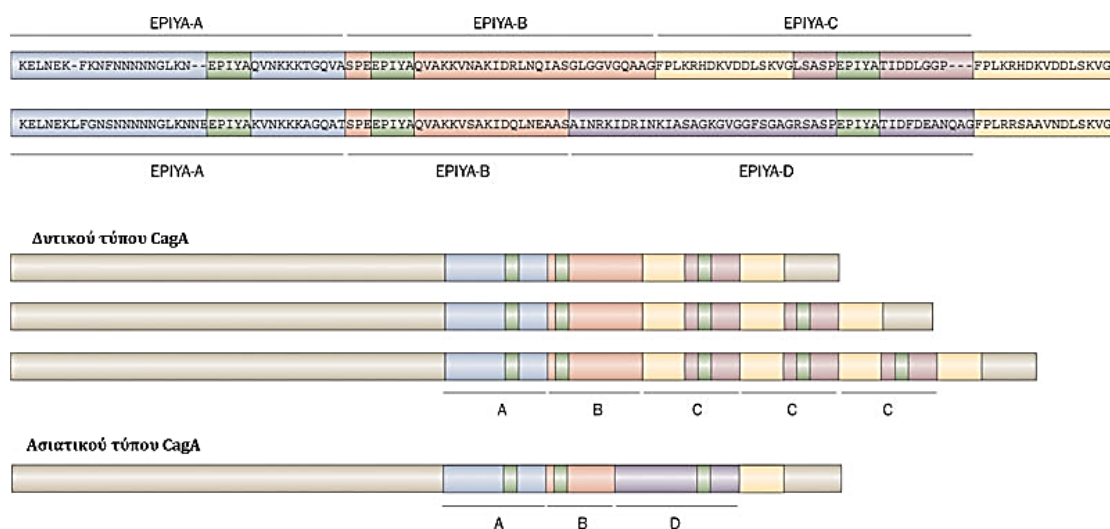 EPIYA-A EPIYA-B EPIYA-C
KELNEK-FKNFNNNNNGLKN--EPIYAQVNKKKTGQVASPEEPIYAQVAKKVNAKIDRLNQIASGLGGVGQAAGFPLKRHDKVDDLSKVGLSASPEPIYATIDDLGGP---FPLKRHDKVDDLSKVG
KELNEKLFGNSNNNNNGLKNNEEPIYAKVNKKKAGQATSPEEPIYAQVAKKVSAKIDQLNEAASAINRKIDRINKIASAGKGVGGFSGAGRSASPEPIYATIDFDEANQAGFPLRRSAAVNDLSKVG
EPIYA-A EPIYA-B EPIYA-D
Δυτικού τύπου CagA
A B C C C
Ασιατικού τύπου CagA
A B D